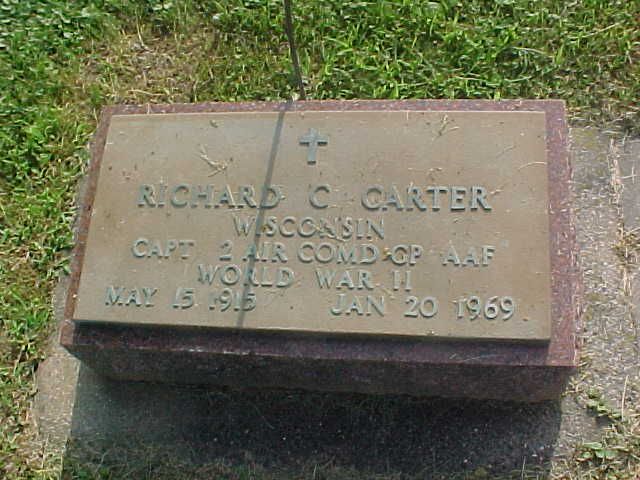 RICHARD C CARTER
WISCONSIN
CAPT 2 AIR COMD GP AAF
WORLD WAR II
MAY 15 1915 JAN 20 1969